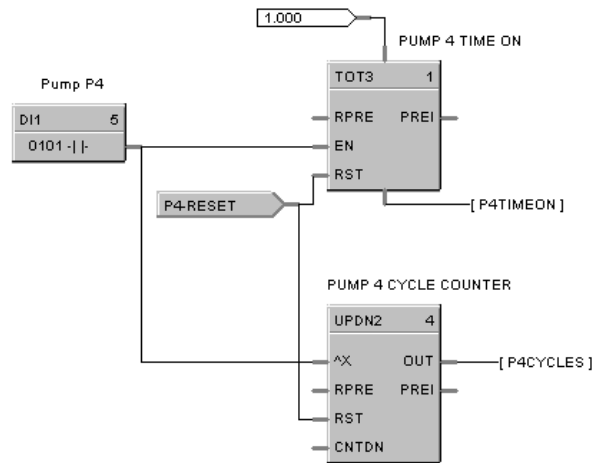 1.000
PUMP 4 TIME ON
TOT3 1
RPRE PREI
EN
RST
Pump P4
DI1 5
0101 -| |-
P4-RESET
[ P4TIMEON ]
PUMP 4 CYCLE COUNTER
UPDN2 4
^X OUT
[ P4CYCLES ]
RPRE PREI
RST
CNTDN